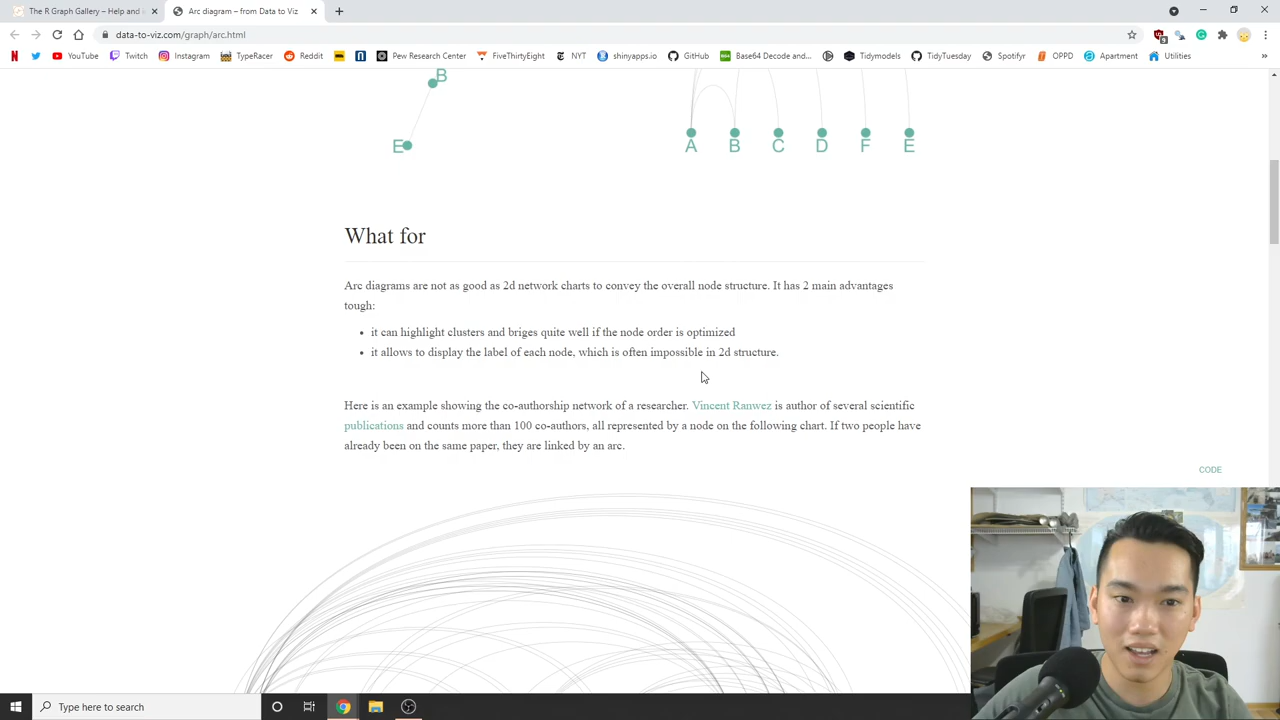 The R Graph Gallery – Help and i
Arc diagram – from Data to Viz
data-to-viz.com/graph/arc.html
YouTube Twitch Instagram TypeRacer Reddit Pew Research Center FiveThirtyEight NYT shinyapps.io GitHub Base64 Decode and... Tidymodels TidyTuesday Spotifyr OPPD Apartment Utilities »
B
E
A B C D F E
What for
Arc diagrams are not as good as 2d network charts to convey the overall node structure. It has 2 main advantages
tough:
• it can highlight clusters and briges quite well if the node order is optimized
• it allows to display the label of each node, which is often impossible in 2d structure.
Here is an example showing the co-authorship network of a researcher. Vincent Ranwez is author of several scientific
publications and counts more than 100 co-authors, all represented by a node on the following chart. If two people have
already been on the same paper, they are linked by an arc.
CODE
Type here to search